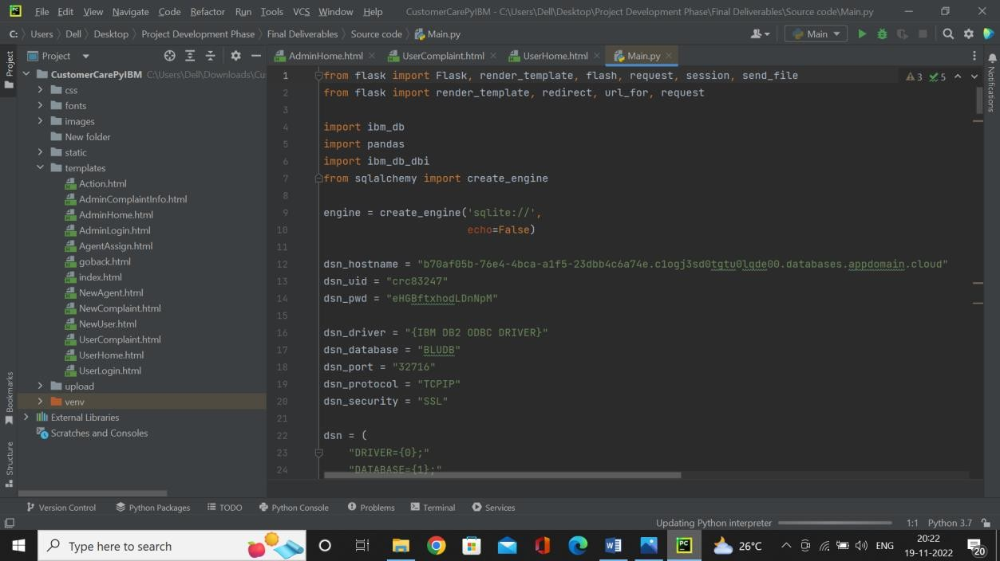 File Edit View Navigate Code Refactor Run Tools VCS Window Help CustomerCarePyIBM - C:\Users\Dell\Desktop\Project Development Phase\Final Deliverables\Source code\Main.py
C: Users Dell Desktop Project Development Phase Final Deliverables Source code Main.py Main
Project
Project
AdminHome.html UserComplaint.html UserHome.html Main.py
Notifications
CustomerCarePyIBM C:\Users\Dell\Downloads\Cu
css
fonts
images
New folder
static
templates
Action.html
AdminComplaintInfo.html
AdminHome.html
AdminLogin.html
AgentAssign.html
goback.html
index.html
NewAgent.html
NewComplaint.html
NewUser.html
UserComplaint.html
UserHome.html
UserLogin.html
upload
venv
External Libraries
Scratches and Consoles
Bookmarks
Structure
1 from flask import Flask, render_template, flash, request, session, send_file
3 5
2 from flask import render_template, redirect, url_for, request
3
4 import ibm_db
5 import pandas
6 import ibm_db_dbi
7 from sqlalchemy import create_engine
8
9 engine = create_engine('sqlite://',
10 echo=False)
11
12 dsn_hostname = "b70af05b-76e4-4bca-a1f5-23dbb4c6a74e.c1ogj3sd0tgtu0lqde00.databases.appdomain.cloud"
13 dsn_uid = "crc83247"
14 dsn_pwd = "eHGBftxhodLDnNpM"
15
16 dsn_driver = "{IBM DB2 ODBC DRIVER}"
17 dsn_database = "BLUDB"
18 dsn_port = "32716"
19 dsn_protocol = "TCPIP"
20 dsn_security = "SSL"
21
22 dsn = (
23 "DRIVER={0};"
24 "DATABASE={1};"
Version Control Python Packages TODO Python Console Problems Terminal Services
Updating Python interpreter 1:1 Python 3.7
Type here to search
26°C ENG
20:22
19-11-2022
20